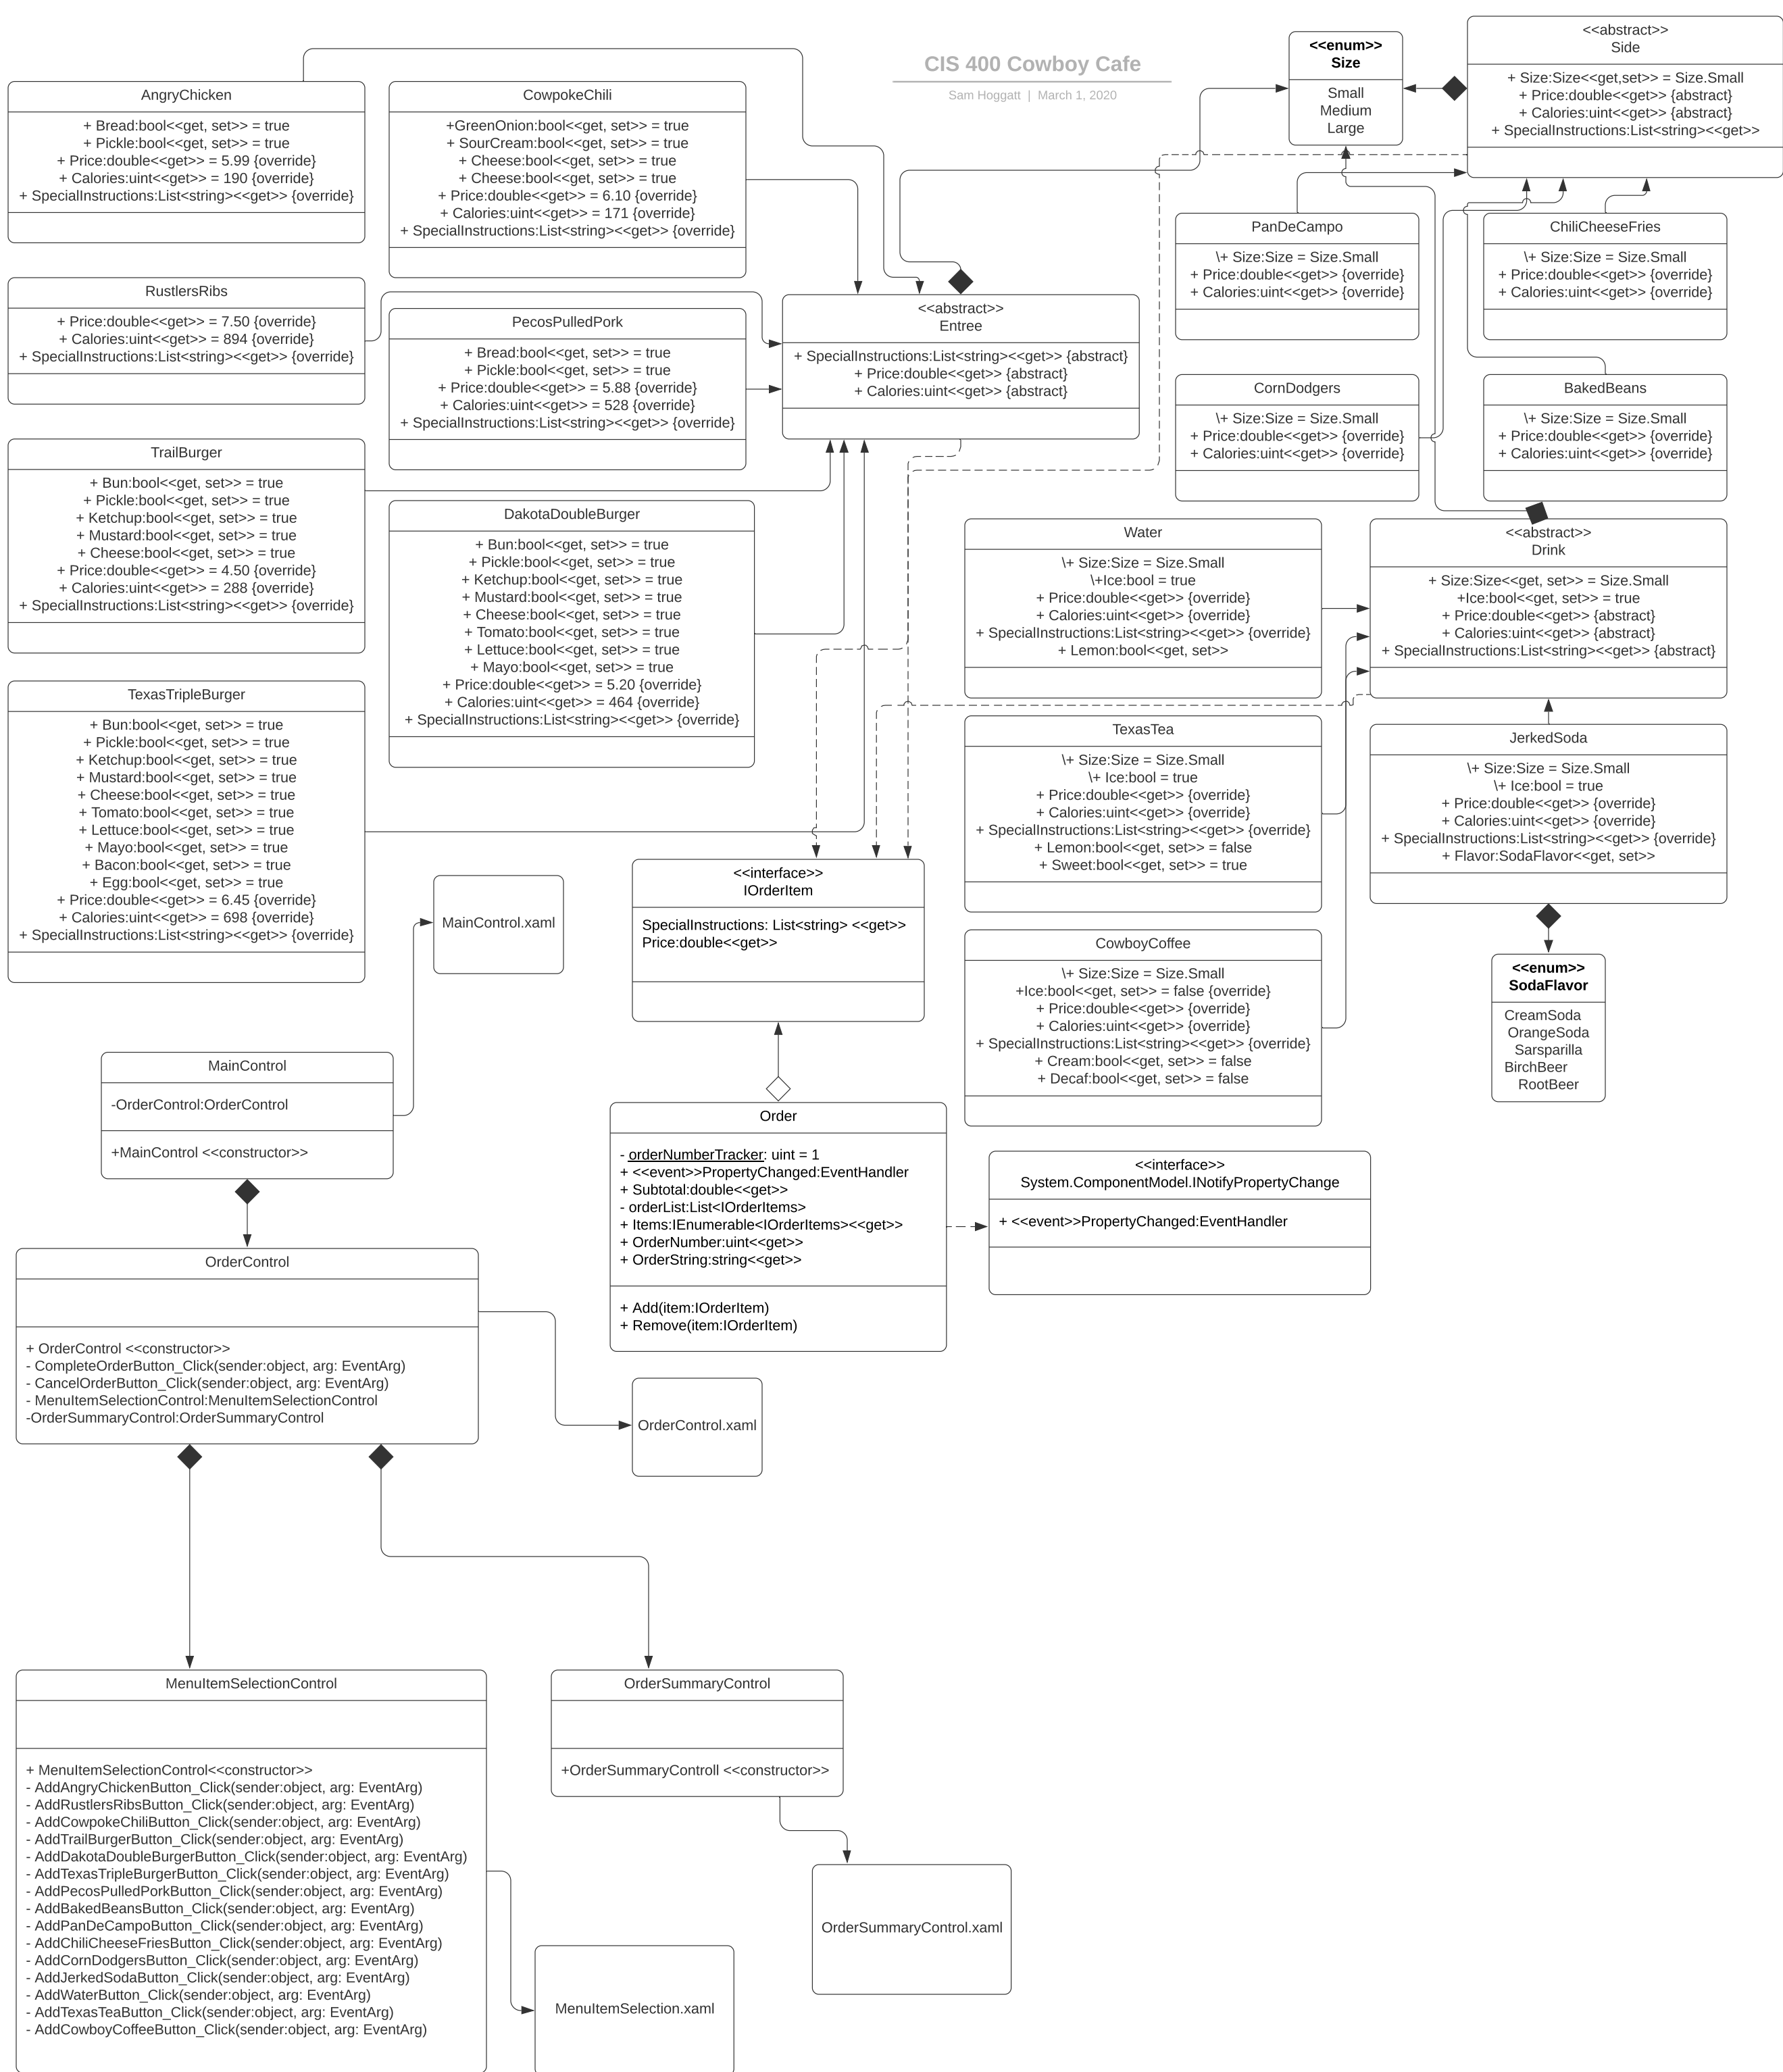 CIS 400 Cowboy Cafe
Sam Hoggatt | March 1, 2020
<<enum>>
Size
Small
Medium
Large
<<abstract>>
Side
+ Size:Size<<get,set>> = Size.Small
+ Price:double<<get>> {abstract}
+ Calories:uint<<get>> {abstract}
+ SpecialInstructions:List<string><<get>>
AngryChicken
+ Bread:bool<<get, set>> = true
+ Pickle:bool<<get, set>> = true
+ Price:double<<get>> = 5.99 {override}
+ Calories:uint<<get>> = 190 {override}
+ SpecialInstructions:List<string><<get>> {override}
CowpokeChili
+GreenOnion:bool<<get, set>> = true
+ SourCream:bool<<get, set>> = true
+ Cheese:bool<<get, set>> = true
+ Cheese:bool<<get, set>> = true
+ Price:double<<get>> = 6.10 {override}
+ Calories:uint<<get>> = 171 {override}
+ SpecialInstructions:List<string><<get>> {override}
PanDeCampo
\+ Size:Size = Size.Small
+ Price:double<<get>> {override}
+ Calories:uint<<get>> {override}
ChiliCheeseFries
\+ Size:Size = Size.Small
+ Price:double<<get>> {override}
+ Calories:uint<<get>> {override}
RustlersRibs
+ Price:double<<get>> = 7.50 {override}
+ Calories:uint<<get>> = 894 {override}
+ SpecialInstructions:List<string><<get>> {override}
PecosPulledPork
+ Bread:bool<<get, set>> = true
+ Pickle:bool<<get, set>> = true
+ Price:double<<get>> = 5.88 {override}
+ Calories:uint<<get>> = 528 {override}
+ SpecialInstructions:List<string><<get>> {override}
<<abstract>>
Entree
+ SpecialInstructions:List<string><<get>> {abstract}
+ Price:double<<get>> {abstract}
+ Calories:uint<<get>> {abstract}
CornDodgers
\+ Size:Size = Size.Small
+ Price:double<<get>> {override}
+ Calories:uint<<get>> {override}
BakedBeans
\+ Size:Size = Size.Small
+ Price:double<<get>> {override}
+ Calories:uint<<get>> {override}
TrailBurger
+ Bun:bool<<get, set>> = true
+ Pickle:bool<<get, set>> = true
+ Ketchup:bool<<get, set>> = true
+ Mustard:bool<<get, set>> = true
+ Cheese:bool<<get, set>> = true
+ Price:double<<get>> = 4.50 {override}
+ Calories:uint<<get>> = 288 {override}
+ SpecialInstructions:List<string><<get>> {override}
DakotaDoubleBurger
+ Bun:bool<<get, set>> = true
+ Pickle:bool<<get, set>> = true
+ Ketchup:bool<<get, set>> = true
+ Mustard:bool<<get, set>> = true
+ Cheese:bool<<get, set>> = true
+ Tomato:bool<<get, set>> = true
+ Lettuce:bool<<get, set>> = true
+ Mayo:bool<<get, set>> = true
+ Price:double<<get>> = 5.20 {override}
+ Calories:uint<<get>> = 464 {override}
+ SpecialInstructions:List<string><<get>> {override}
Water
\+ Size:Size = Size.Small
\+Ice:bool = true
+ Price:double<<get>> {override}
+ Calories:uint<<get>> {override}
+ SpecialInstructions:List<string><<get>> {override}
+ Lemon:bool<<get, set>>
<<abstract>>
Drink
+ Size:Size<<get, set>> = Size.Small
+Ice:bool<<get, set>> = true
+ Price:double<<get>> {abstract}
+ Calories:uint<<get>> {abstract}
+ SpecialInstructions:List<string><<get>> {abstract}
TexasTripleBurger
+ Bun:bool<<get, set>> = true
+ Pickle:bool<<get, set>> = true
+ Ketchup:bool<<get, set>> = true
+ Mustard:bool<<get, set>> = true
+ Cheese:bool<<get, set>> = true
+ Tomato:bool<<get, set>> = true
+ Lettuce:bool<<get, set>> = true
+ Mayo:bool<<get, set>> = true
+ Bacon:bool<<get, set>> = true
+ Egg:bool<<get, set>> = true
+ Price:double<<get>> = 6.45 {override}
+ Calories:uint<<get>> = 698 {override}
+ SpecialInstructions:List<string><<get>> {override}
TexasTea
\+ Size:Size = Size.Small
\+ Ice:bool = true
+ Price:double<<get>> {override}
+ Calories:uint<<get>> {override}
+ SpecialInstructions:List<string><<get>> {override}
+ Lemon:bool<<get, set>> = false
+ Sweet:bool<<get, set>> = true
JerkedSoda
\+ Size:Size = Size.Small
\+ Ice:bool = true
+ Price:double<<get>> {override}
+ Calories:uint<<get>> {override}
+ SpecialInstructions:List<string><<get>> {override}
+ Flavor:SodaFlavor<<get, set>>
MainControl.xaml
<<interface>>
IOrderItem
SpecialInstructions: List<string> <<get>>
Price:double<<get>>
CowboyCoffee
\+ Size:Size = Size.Small
+Ice:bool<<get, set>> = false {override}
+ Price:double<<get>> {override}
+ Calories:uint<<get>> {override}
+ SpecialInstructions:List<string><<get>> {override}
+ Cream:bool<<get, set>> = false
+ Decaf:bool<<get, set>> = false
<<enum>>
SodaFlavor
CreamSoda
OrangeSoda
Sarsparilla
BirchBeer
RootBeer
MainControl
-OrderControl:OrderControl
+MainControl <<constructor>>
Order
- orderNumberTracker: uint = 1
+ <<event>>PropertyChanged:EventHandler
+ Subtotal:double<<get>>
- orderList:List<IOrderItems>
+ Items:IEnumerable<IOrderItems><<get>>
+ OrderNumber:uint<<get>>
+ OrderString:string<<get>>
+ Add(item:IOrderItem)
+ Remove(item:IOrderItem)
<<interface>>
System.ComponentModel.INotifyPropertyChange
+ <<event>>PropertyChanged:EventHandler
OrderControl
+ OrderControl <<constructor>>
- CompleteOrderButton_Click(sender:object, arg: EventArg)
- CancelOrderButton_Click(sender:object, arg: EventArg)
- MenuItemSelectionControl:MenuItemSelectionControl
-OrderSummaryControl:OrderSummaryControl
OrderControl.xaml
MenuItemSelectionControl
+ MenuItemSelectionControl<<constructor>>
- AddAngryChickenButton_Click(sender:object, arg: EventArg)
- AddRustlersRibsButton_Click(sender:object, arg: EventArg)
- AddCowpokeChiliButton_Click(sender:object, arg: EventArg)
- AddTrailBurgerButton_Click(sender:object, arg: EventArg)
- AddDakotaDoubleBurgerButton_Click(sender:object, arg: EventArg)
- AddTexasTripleBurgerButton_Click(sender:object, arg: EventArg)
- AddPecosPulledPorkButton_Click(sender:object, arg: EventArg)
- AddBakedBeansButton_Click(sender:object, arg: EventArg)
- AddPanDeCampoButton_Click(sender:object, arg: EventArg)
- AddChiliCheeseFriesButton_Click(sender:object, arg: EventArg)
- AddCornDodgersButton_Click(sender:object, arg: EventArg)
- AddJerkedSodaButton_Click(sender:object, arg: EventArg)
- AddWaterButton_Click(sender:object, arg: EventArg)
- AddTexasTeaButton_Click(sender:object, arg: EventArg)
- AddCowboyCoffeeButton_Click(sender:object, arg: EventArg)
OrderSummaryControl
+OrderSummaryControll <<constructor>>
OrderSummaryControl.xaml
MenuItemSelection.xaml